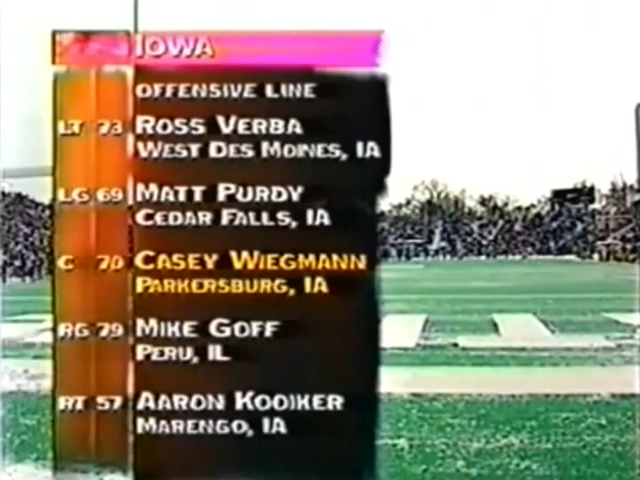 IOWA
OFFENSIVE LINE
LT 73 ROSS VERBA
WEST DES MOINES, IA
LG 69 MATT PURDY
CEDAR FALLS, IA
C 70 CASEY WIEGMANN
PARKERSBURG, IA
RG 79 MIKE GOFF
PERU, IL
RT 57 AARON KOOIKER
MARENGO, IA